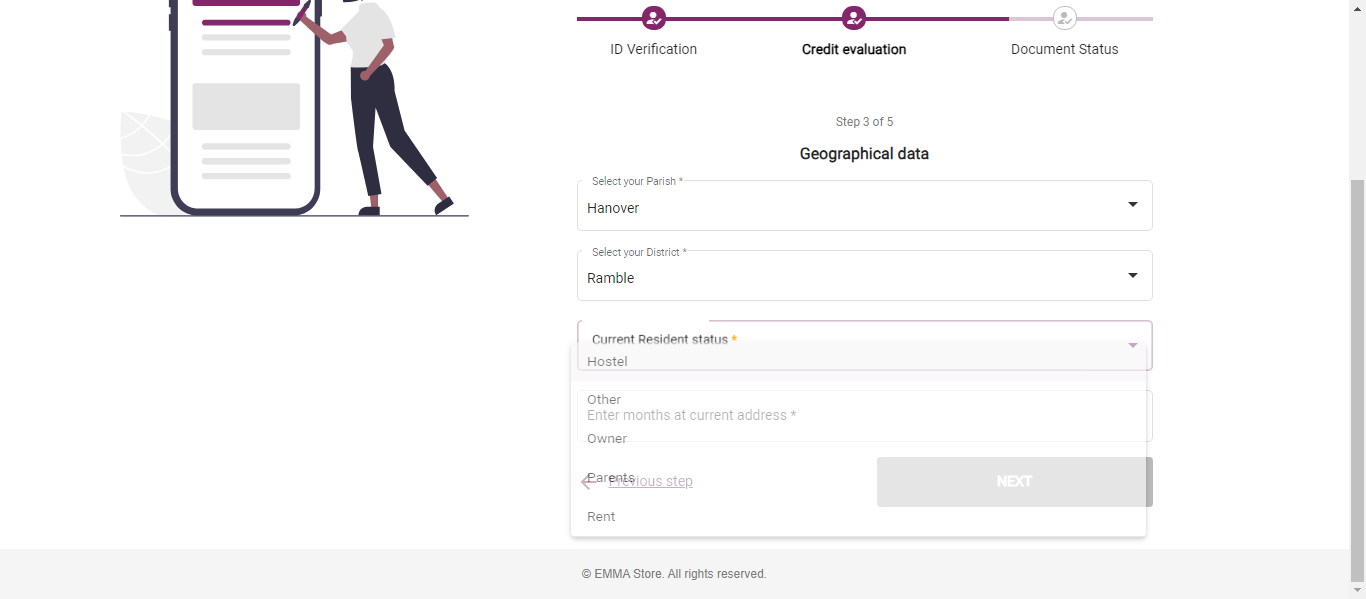 ID Verification
Credit evaluation
Document Status
Step 3 of 5
Geographical data
Select your Parish *
Hanover
Select your District *
Ramble
Current Resident status *
Hostel
Other
Enter months at current address *
Owner
Parents
Previous step
NEXT
Rent
© EMMA Store. All rights reserved.